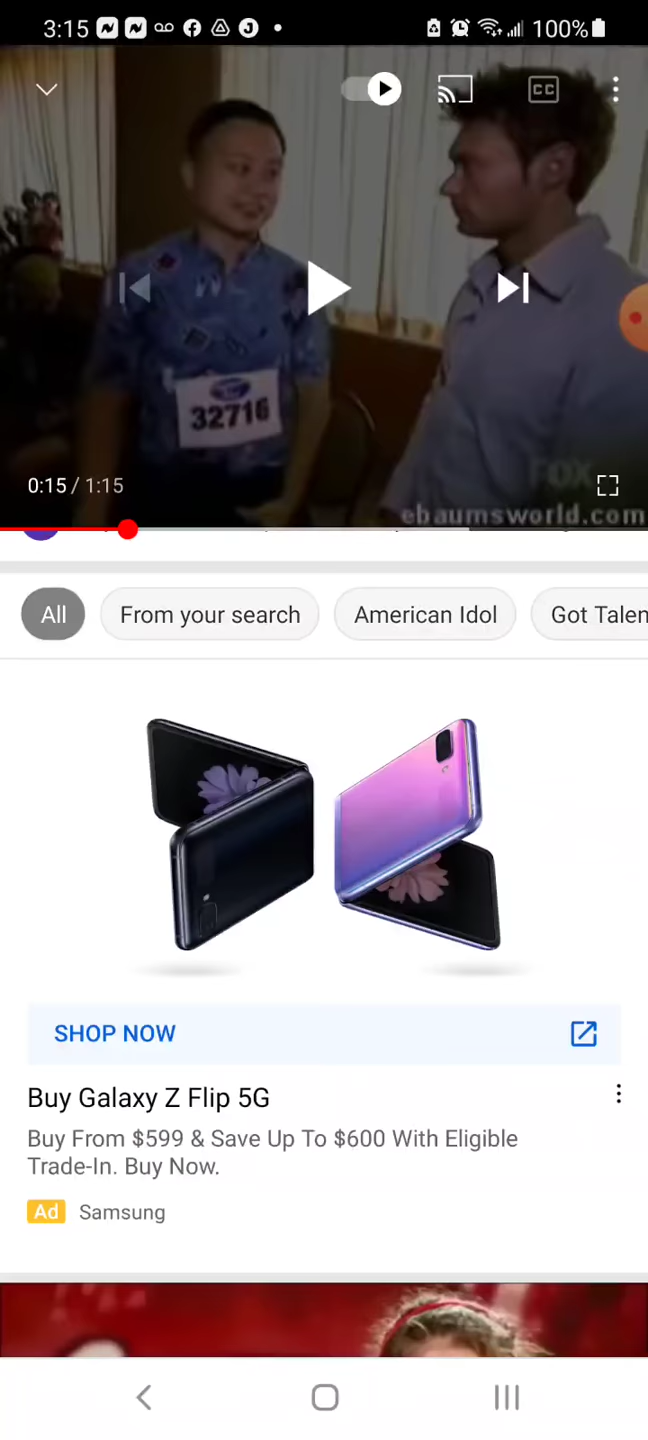 3:15
100%
CC
32716
0:15 / 1:15
FOX
ebaumsworld.com
All
From your search
American Idol
Got Talen
SHOP NOW
Buy Galaxy Z Flip 5G
Buy From $599 & Save Up To $600 With Eligible
Trade-In. Buy Now.
Ad Samsung